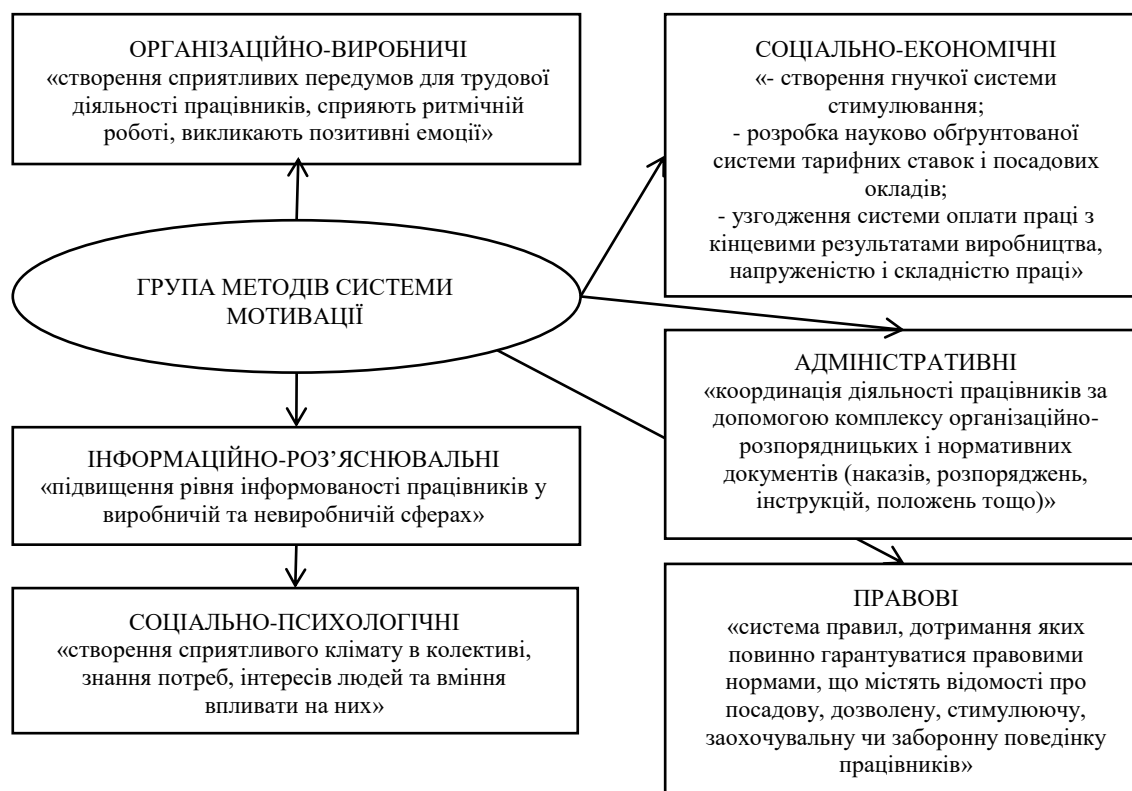 ОРГАНІЗАЦІЙНО-ВИРОБНИЧІ
«створення сприятливих передумов для трудової
діяльності працівників, сприяють ритмічній
роботі, викликають позитивні емоції»
СОЦІАЛЬНО-ЕКОНОМІЧНІ
«- створення гнучкої системи
стимулювання;
- розробка науково обґрунтованої
системи тарифних ставок і посадових
окладів;
- узгодження системи оплати праці з
кінцевими результатами виробництва,
напруженістю і складністю праці»
ГРУПА МЕТОДІВ СИСТЕМИ
МОТИВАЦІЇ
АДМІНІСТРАТИВНІ
«координація діяльності працівників за
допомогою комплексу організаційно-
розпорядницьких і нормативних
документів (наказів, розпоряджень,
інструкцій, положень тощо)»
ІНФОРМАЦІЙНО-РОЗ’ЯСНЮВАЛЬНІ
«підвищення рівня інформованості працівників у
виробничій та невиробничій сферах»
СОЦІАЛЬНО-ПСИХОЛОГІЧНІ
«створення сприятливого клімату в колективі,
знання потреб, інтересів людей та вміння
впливати на них»
ПРАВОВІ
«система правил, дотримання яких
повинно гарантуватися правовими
нормами, що містять відомості про
посадову, дозволену, стимулюючу,
заохочувальну чи заборонну поведінку
працівників»